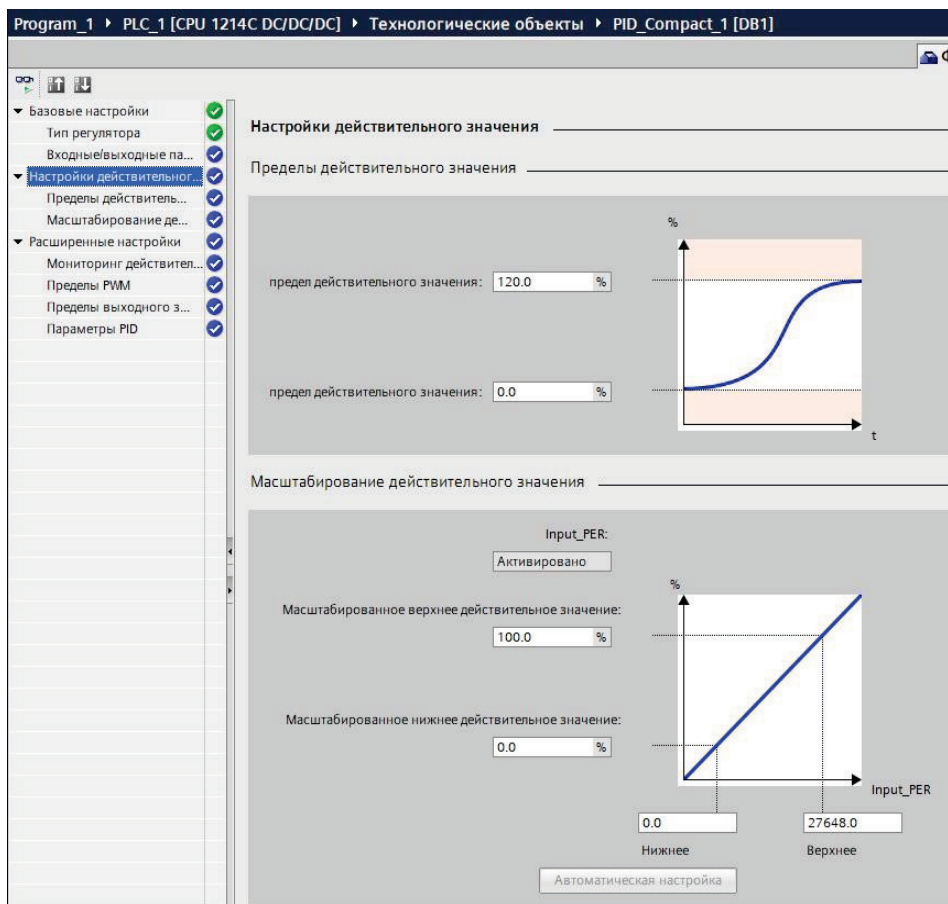 Program_1 ▸ PLC_1 [CPU 1214C DC/DC/DC] ▸ Технологические объекты ▸ PID_Compact_1 [DB1]
Базовые настройки
Тип регулятора
Входные/выходные па...
Настройки действительног...
Пределы действитель...
Масштабирование де...
Расширенные настройки
Мониторинг действител...
Пределы PWM
Пределы выходного з...
Параметры PID
Настройки действительного значения
Пределы действительного значения
%
предел действительного значения: 120.0 %
предел действительного значения: 0.0 %
t
Масштабирование действительного значения
Input_PER:
Активировано
%
Масштабированное верхнее действительное значение:
100.0 %
Масштабированное нижнее действительное значение:
0.0 %
Input_PER
0.0 27648.0
Нижнее Верхнее
Автоматическая настройка